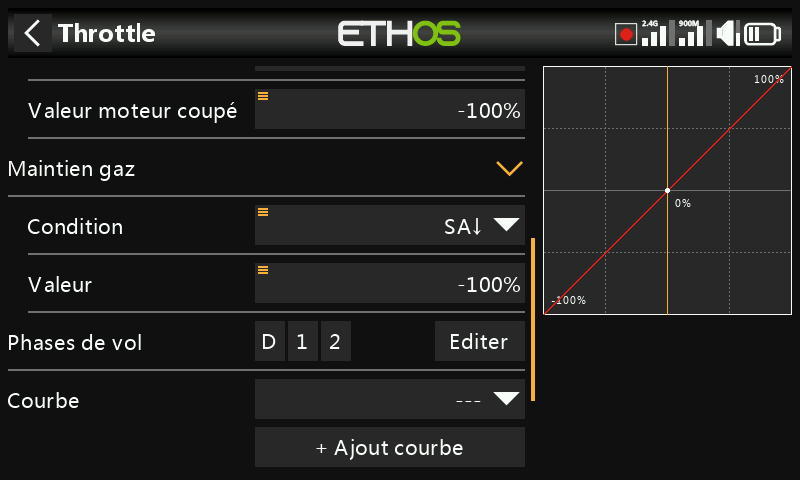 Throttle
ETHOS
2.4G
900M
Valeur moteur coupé
-100%
Maintien gaz
Condition
SA↓
Valeur
-100%
Phases de vol
D 1 2
Editer
Courbe
---
+ Ajout courbe
100%
0%
-100%